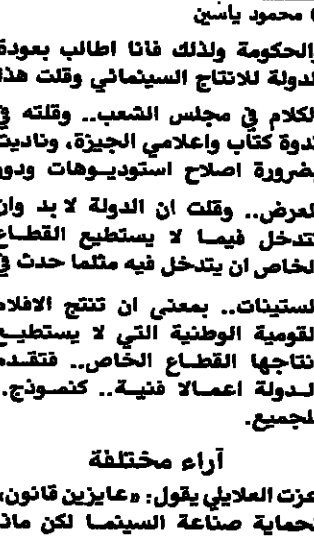 محمود ياسين
والحكومة ولذلك فأنا اطالب بعودة
الدولة للانتاج السينمائي وقلت هذا
الكلام في مجلس الشعب.. وقلته في
ندوة كتاب واعلامي الجيزة، وناديت
بضرورة اصلاح استوديوهات ودور
العرض.. وقلت ان الدولة لا بد وان
تتدخل فيما لا يستطيع القطاع
الخاص ان يتدخل فيه مثلما حدث في
الستينات.. بمعنى ان تنتج الافلام
القومية الوطنية التي لا يستطيع
انتاجها القطاع الخاص.. فتقدم
الدولة اعمالا فنية.. كنموذج.
للجميع.
آراء مختلفة
عزت العلايلي يقول: «عايزين قانون،
لحماية صناعة السينما لكن ماذا